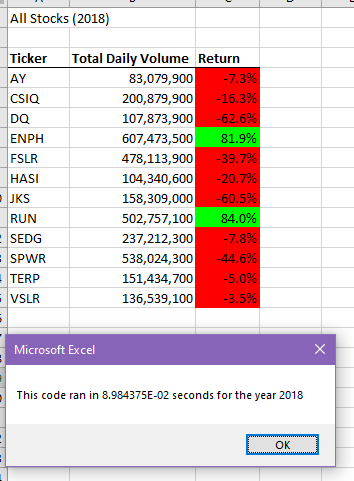 All Stocks (2018)
Ticker Total Daily Volume Return
AY 83,079,900 -7.3%
CSIQ 200,879,900 -16.3%
DQ 107,873,900 -62.6%
ENPH 607,473,500 81.9%
FSLR 478,113,900 -39.7%
HASI 104,340,600 -20.7%
JKS 158,309,000 -60.5%
RUN 502,757,100 84.0%
SEDG 237,212,300 -7.8%
SPWR 538,024,300 -44.6%
TERP 151,434,700 -5.0%
VSLR 136,539,100 -3.5%
Microsoft Excel
This code ran in 8.984375E-02 seconds for the year 2018
OK